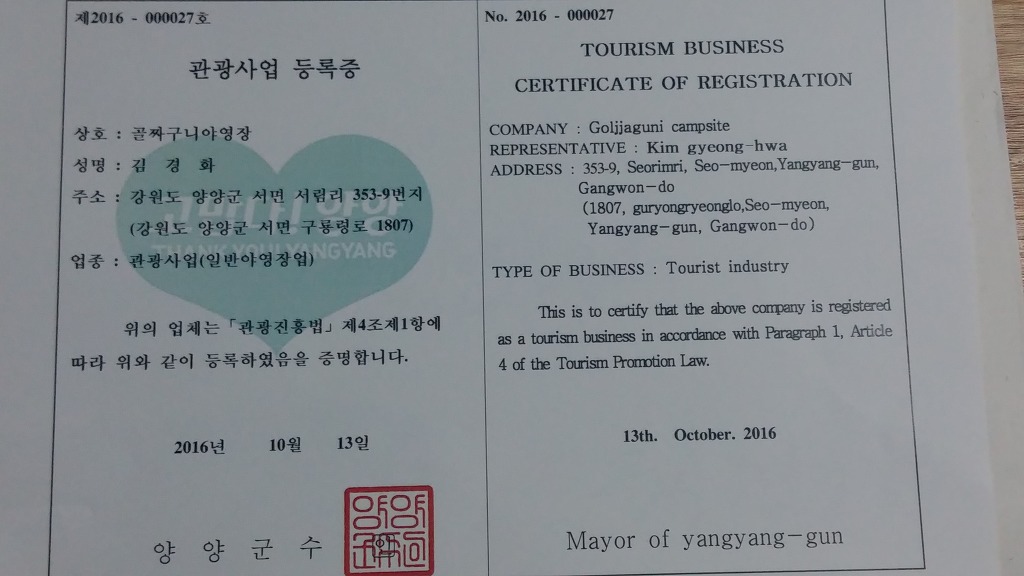 제2016 - 000027호
관광사업 등록증
상호 : 골짜구니야영장
성명 : 김 경 화
주소 : 강원도 양양군 서면 서림리 353-9번지
(강원도 양양군 서면 구룡령로 1807)
업종 : 관광사업(일반야영장업)
고맙다! 양양
THANK YOU! YANGYANG
위의 업체는 「관광진흥법」 제4조제1항에
따라 위와 같이 등록하였음을 증명합니다.
2016년 10월 13일
양 양 군 수
No. 2016 - 000027
TOURISM BUSINESS
CERTIFICATE OF REGISTRATION
COMPANY : Goljjaguni campsite
REPRESENTATIVE : Kim gyeong-hwa
ADDRESS : 353-9, Seorimri, Seo-myeon,Yangyang-gun,
Gangwon-do
(1807, guryongryeonglo,Seo-myeon,
Yangyang-gun, Gangwon-do)
TYPE OF BUSINESS : Tourist industry
This is to certify that the above company is registered
as a tourism business in accordance with Paragraph 1, Article
4 of the Tourism Promotion Law.
13th. October. 2016
Mayor of yangyang-gun